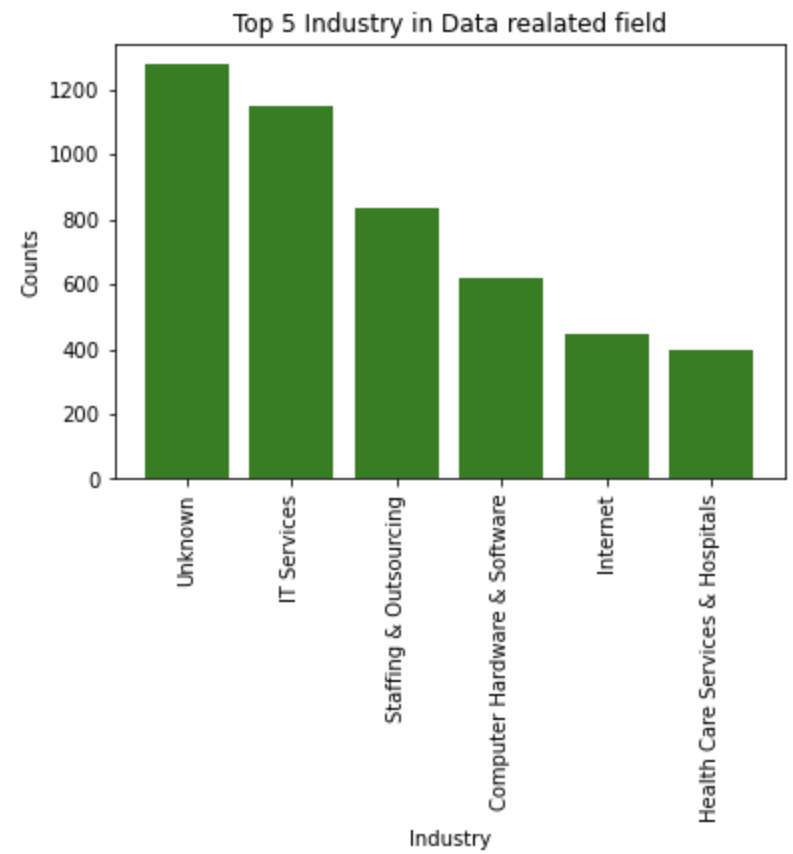 Top 5 Industry in Data realated field
1200
1000
800
600
400
200
0
Counts
Unknown
IT Services
Staffing & Outsourcing
Computer Hardware & Software
Internet
Health Care Services & Hospitals
Industry